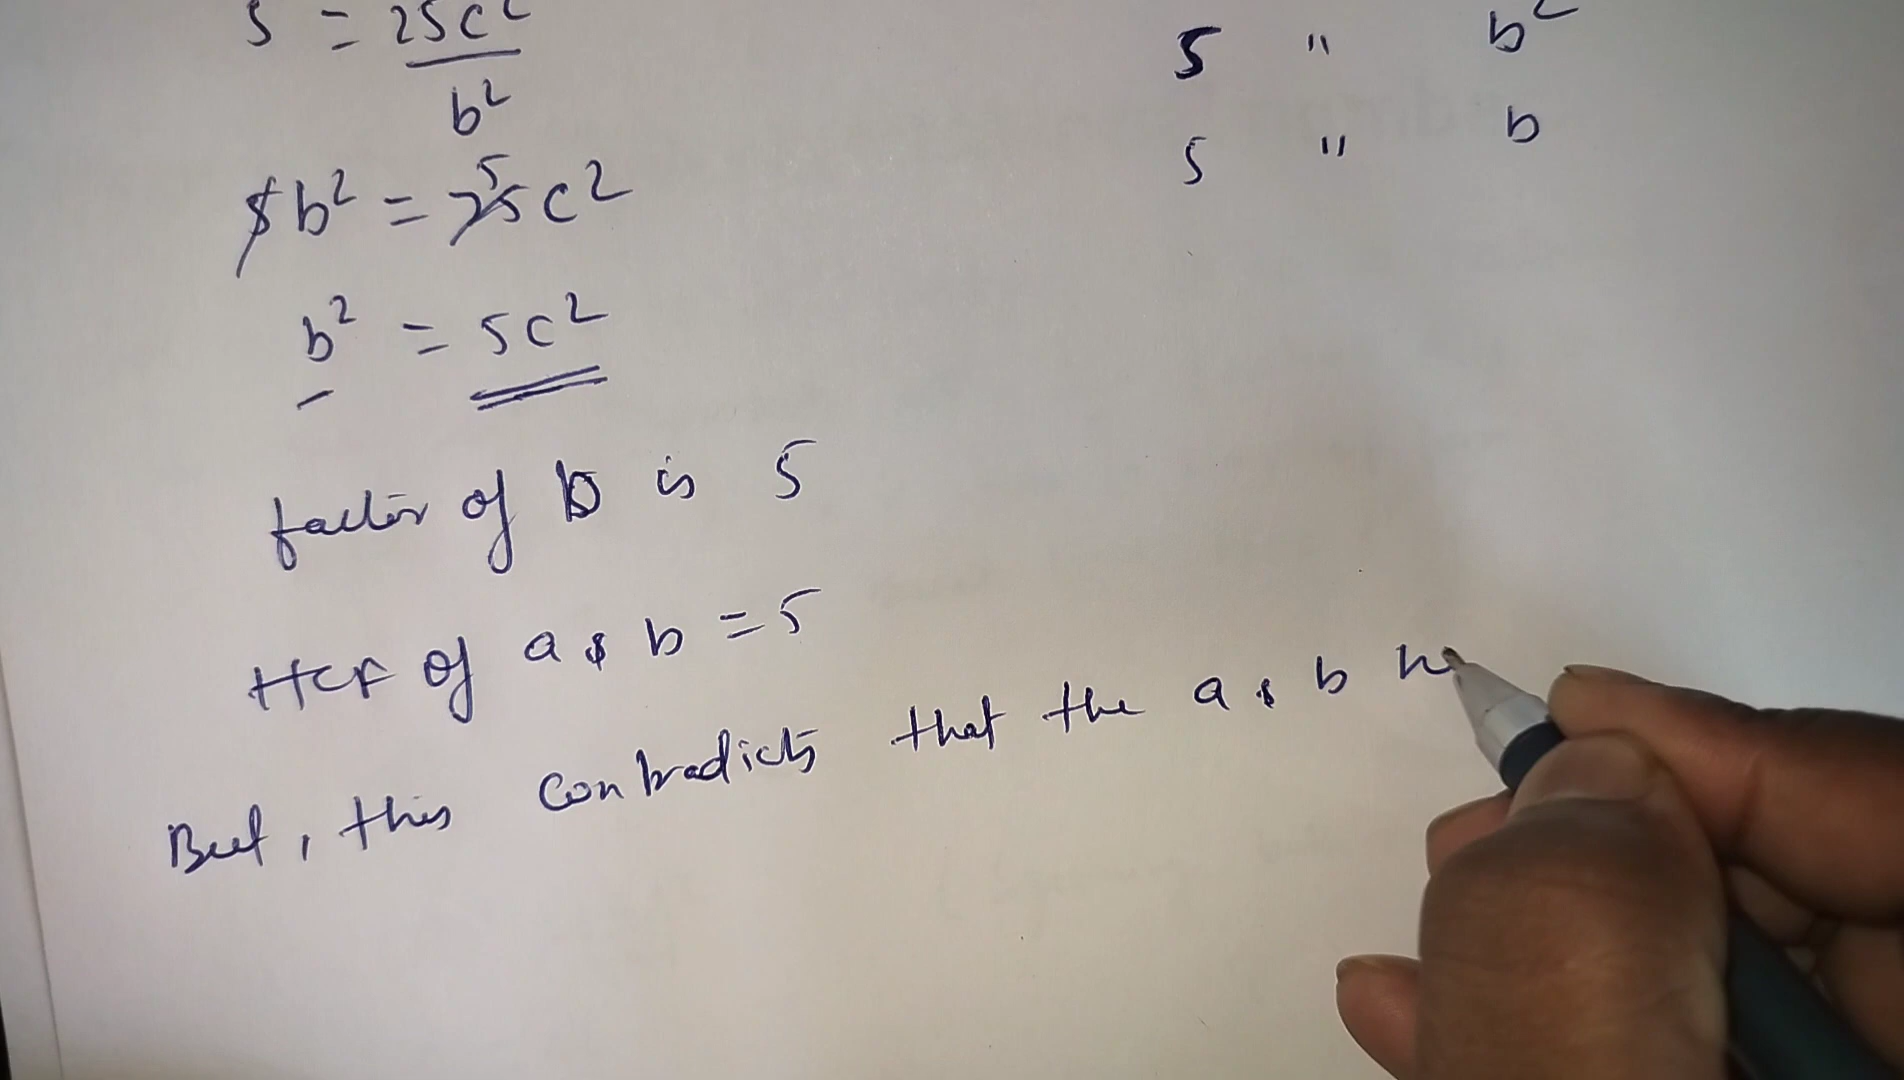 5 = 25c²
b²
5b² = 25c²
5
b² = 5c²
factor of b is 5
HCF of a & b = 5
But, this contradicts that the a & b h
5 " b²
5 " b